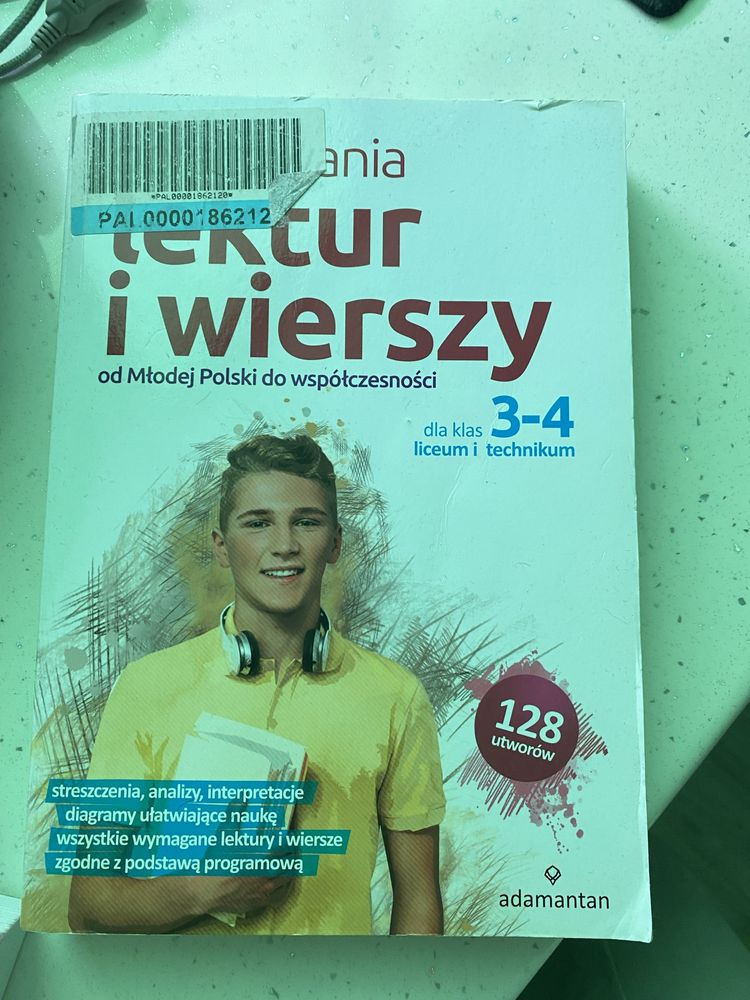 *PAL00001862120*
PAL0000186212
ania
lektur
i wierszy
od Młodej Polski do współczesności
dla klas 3-4
liceum i technikum
128
utworów
streszczenia, analizy, interpretacje
diagramy ułatwiające naukę
wszystkie wymagane lektury i wiersze
zgodne z podstawą programową
adamantan